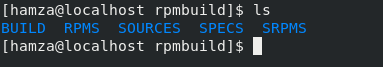 [hamza@localhost rpmbuild]$ ls
BUILD  RPMS  SOURCES  SPECS  SRPMS
[hamza@localhost rpmbuild]$